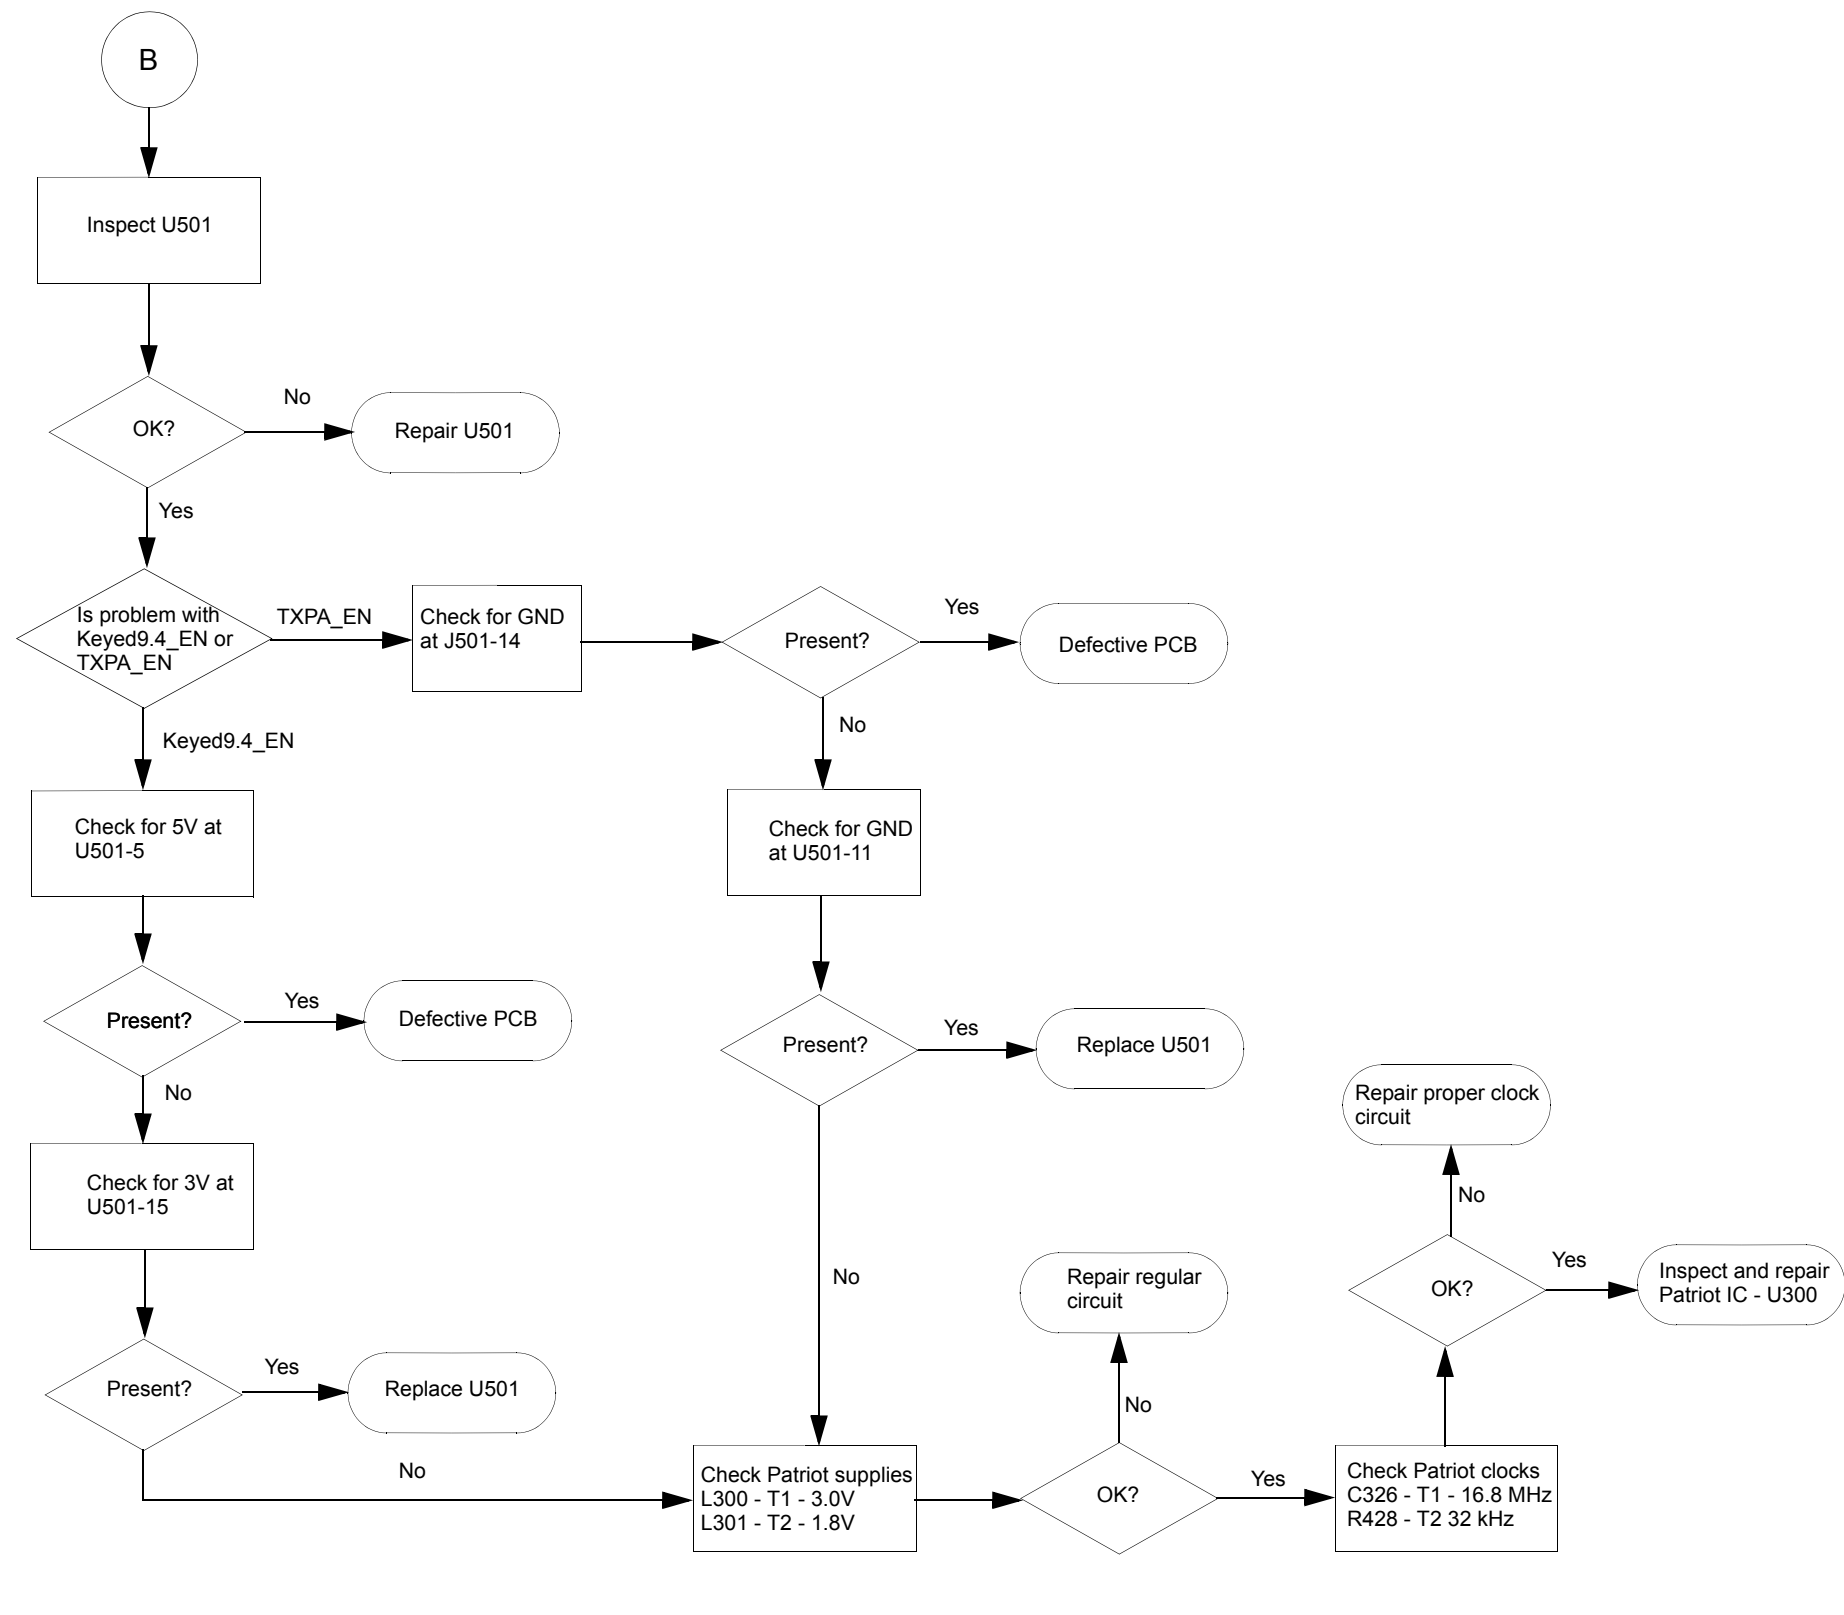 B
Inspect U501
OK?
No
Repair U501
Yes
Is problem with
Keyed9.4_EN or
TXPA_EN
TXPA_EN
Check for GND
at J501-14
Present?
Yes
Defective PCB
No
Keyed9.4_EN
Check for 5V at
U501-5
Check for GND
at U501-11
Present?
Yes
Defective PCB
No
Present?
Yes
Replace U501
No
Check for 3V at
U501-15
Present?
Yes
Replace U501
No
Check Patriot supplies
L300 - T1 - 3.0V
L301 - T2 - 1.8V
OK?
No
Repair regular
circuit
Yes
Check Patriot clocks
C326 - T1 - 16.8 MHz
R428 - T2 32 kHz
OK?
No
Repair proper clock
circuit
Yes
Inspect and repair
Patriot IC - U300